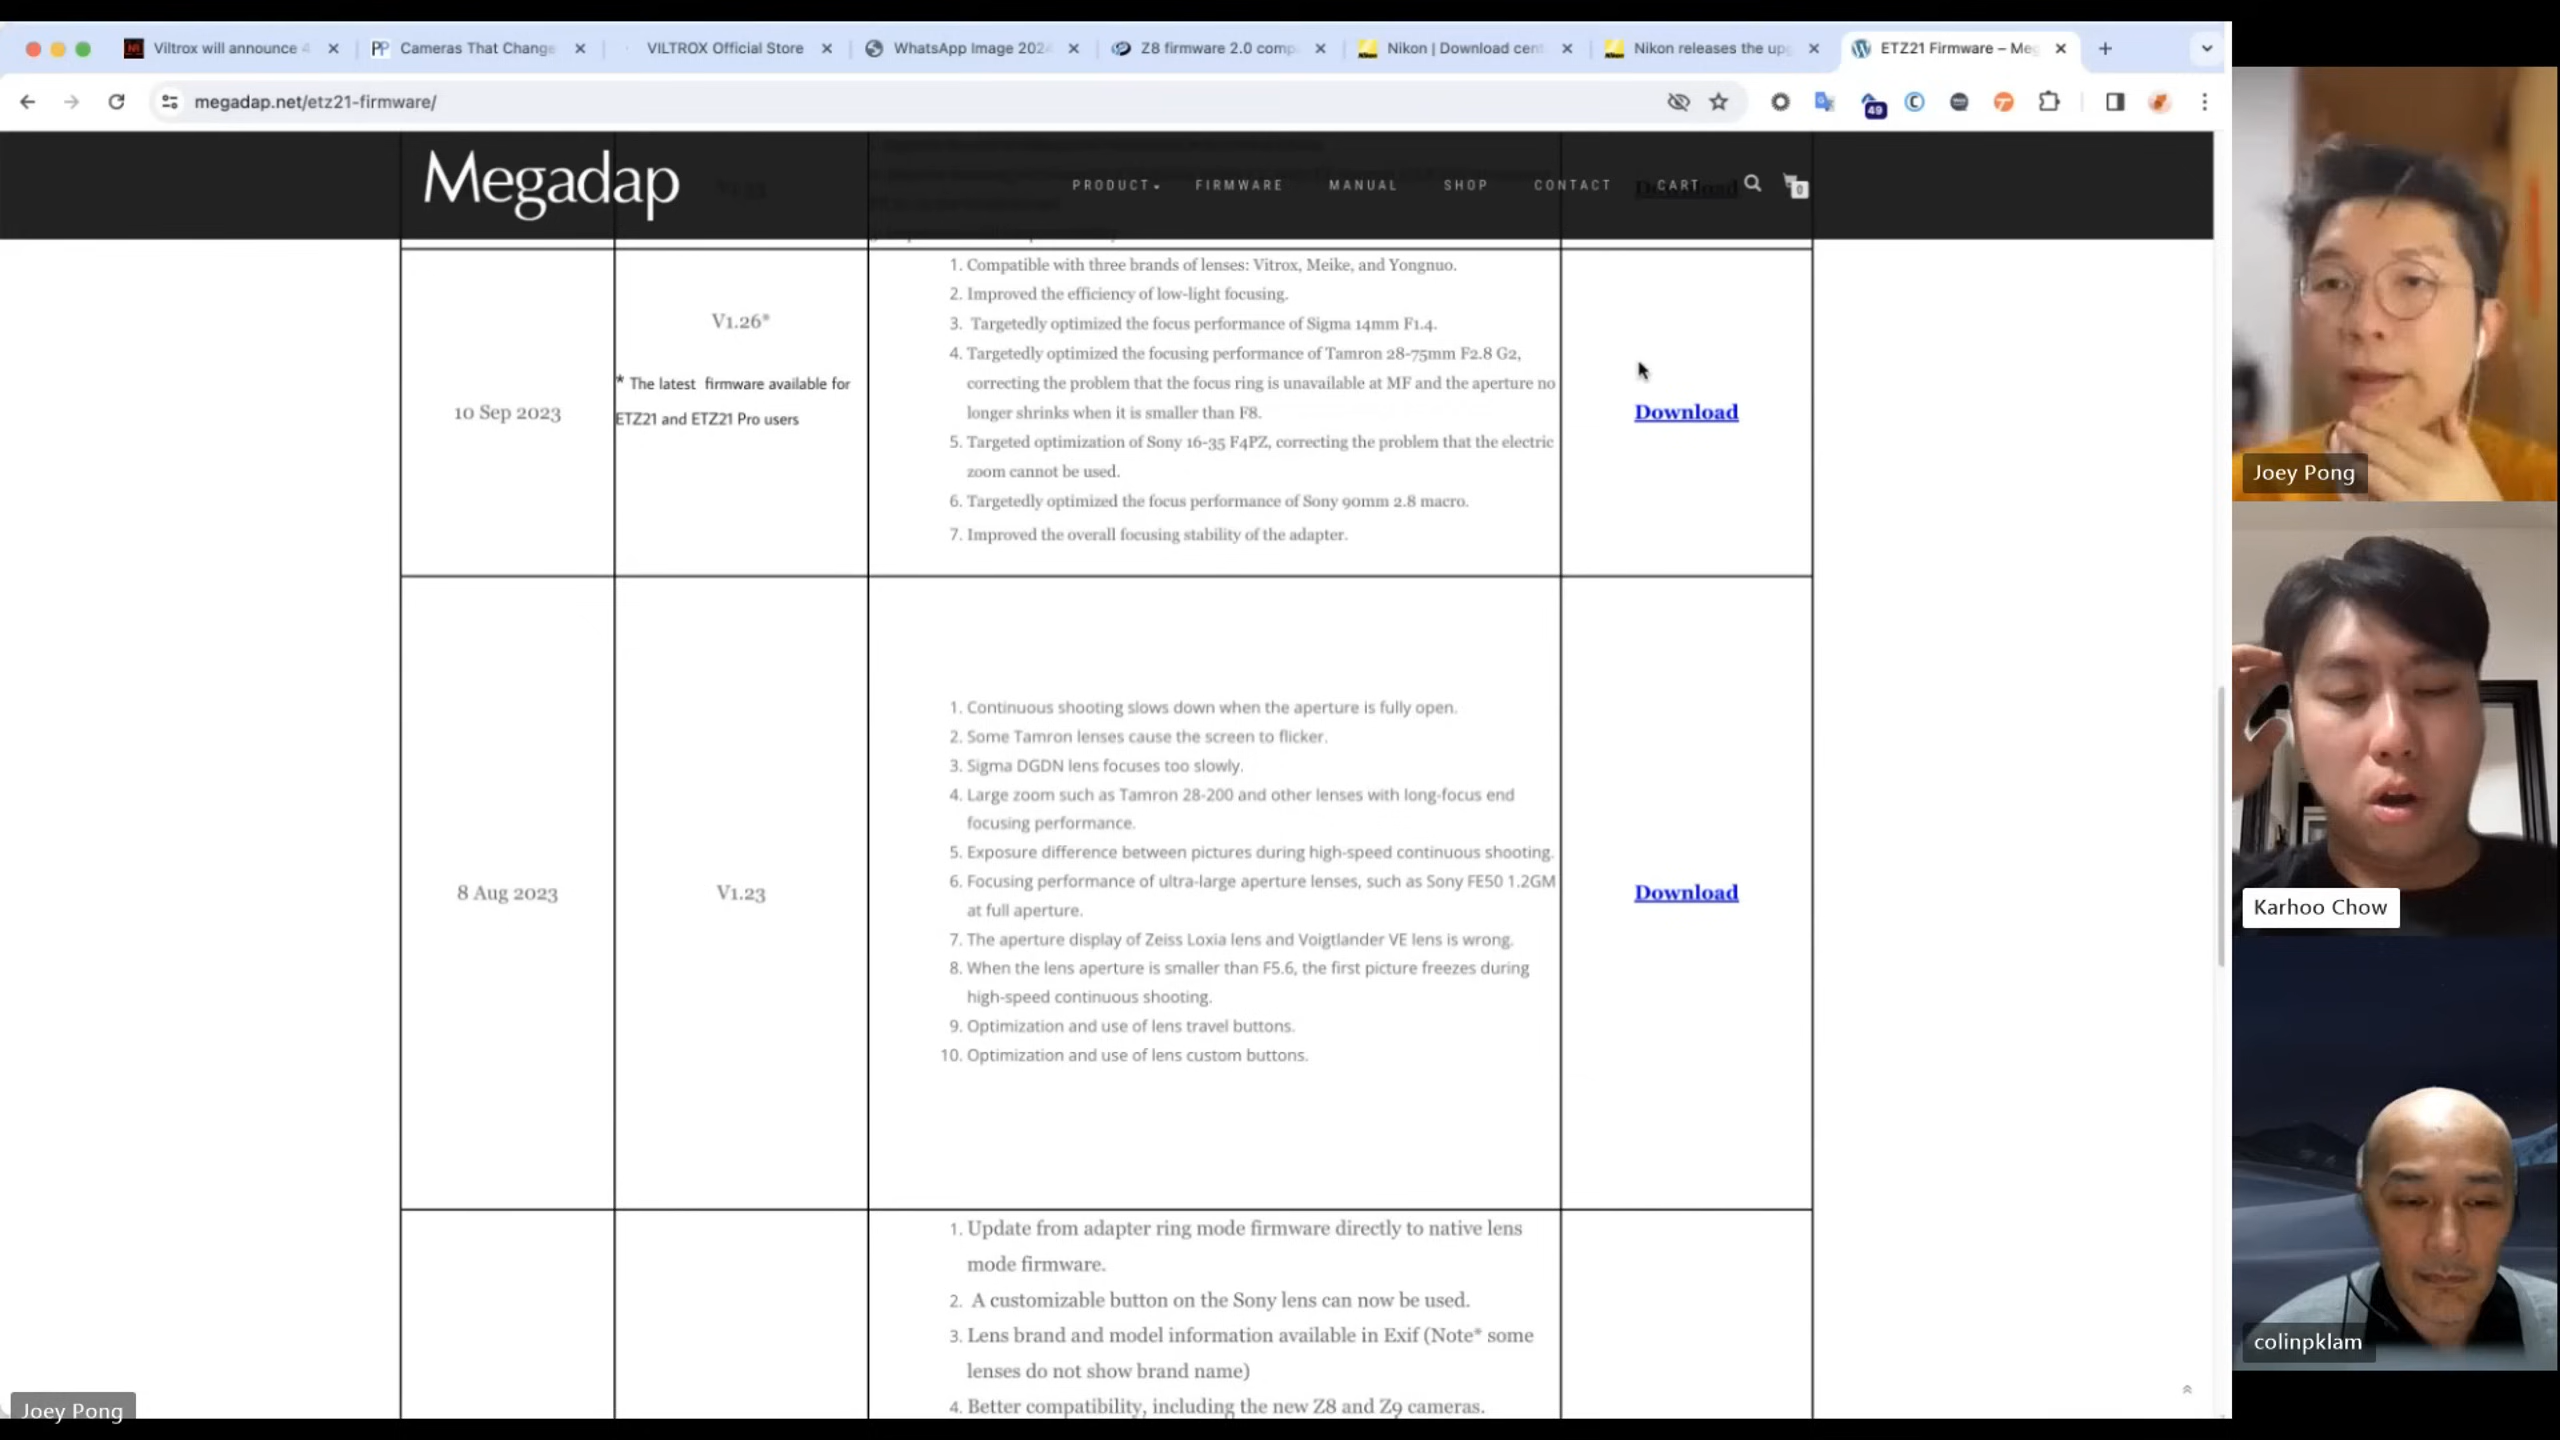 Viltrox will announce 4
Cameras That Change
VILTROX Official Store
WhatsApp Image 202
Z8 firmware 2.0 comp
Nikon | Download cent
Nikon releases the up
ETZ21 Firmware – Me
megadap.net/etz21-firmware/
49
Megadap
PRODUCT
FIRMWARE
MANUAL
SHOP
CONTACT
CART
0
10 Sep 2023
V1.26*
* The latest firmware available for
ETZ21 and ETZ21 Pro users
1. Compatible with three brands of lenses: Vitrox, Meike, and Yongnuo.
2. Improved the efficiency of low-light focusing.
3. Targetedly optimized the focus performance of Sigma 14mm F1.4.
4. Targetedly optimized the focusing performance of Tamron 28-75mm F2.8 G2,
correcting the problem that the focus ring is unavailable at MF and the aperture no
longer shrinks when it is smaller than F8.
5. Targeted optimization of Sony 16-35 F4PZ, correcting the problem that the electric
zoom cannot be used.
6. Targetedly optimized the focus performance of Sony 90mm 2.8 macro.
7. Improved the overall focusing stability of the adapter.
Download
8 Aug 2023
V1.23
1. Continuous shooting slows down when the aperture is fully open.
2. Some Tamron lenses cause the screen to flicker.
3. Sigma DGDN lens focuses too slowly.
4. Large zoom such as Tamron 28-200 and other lenses with long-focus end
focusing performance.
5. Exposure difference between pictures during high-speed continuous shooting.
6. Focusing performance of ultra-large aperture lenses, such as Sony FE50 1.2GM
at full aperture.
7. The aperture display of Zeiss Loxia lens and Voigtlander VE lens is wrong.
8. When the lens aperture is smaller than F5.6, the first picture freezes during
high-speed continuous shooting.
9. Optimization and use of lens travel buttons.
10. Optimization and use of lens custom buttons.
Download
1. Update from adapter ring mode firmware directly to native lens
mode firmware.
2. A customizable button on the Sony lens can now be used.
3. Lens brand and model information available in Exif (Note* some
lenses do not show brand name)
4. Better compatibility, including the new Z8 and Z9 cameras.
Joey Pong
Joey Pong
Karhoo Chow
colinpklam